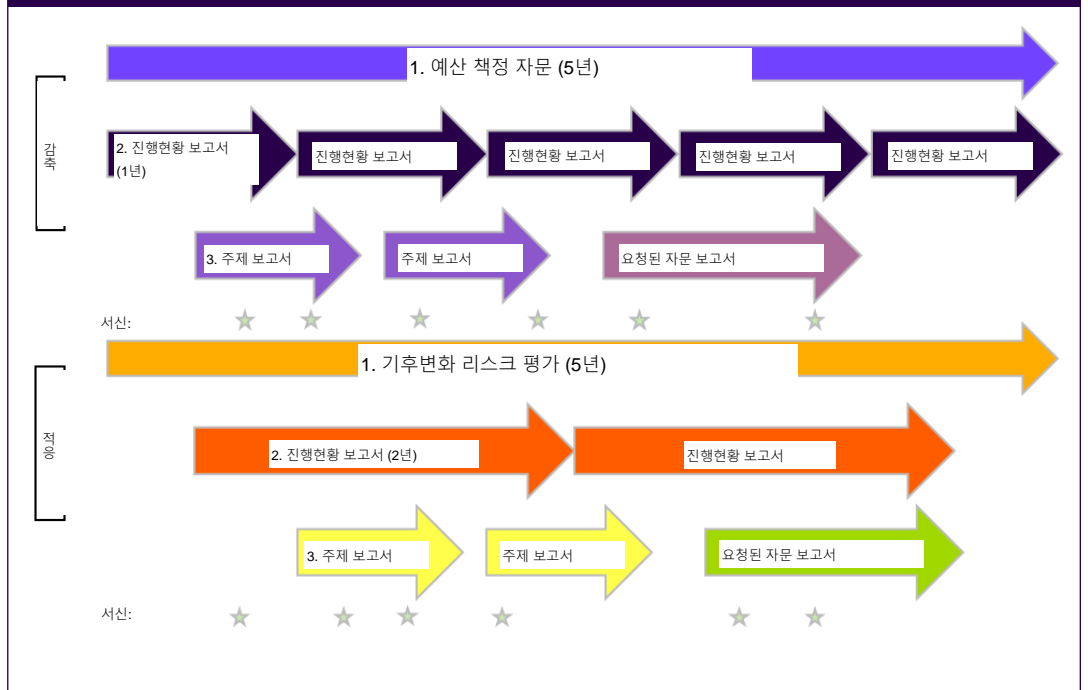 1. 예산 책정 자문 (5년)
감축
2. 진행현황 보고서
(1년)
진행현황 보고서
진행현황 보고서
진행현황 보고서
진행현황 보고서
3. 주제 보고서
주제 보고서
요청된 자문 보고서
서신:
1. 기후변화 리스크 평가 (5년)
적응
2. 진행현황 보고서 (2년)
진행현황 보고서
3. 주제 보고서
주제 보고서
요청된 자문 보고서
서신: